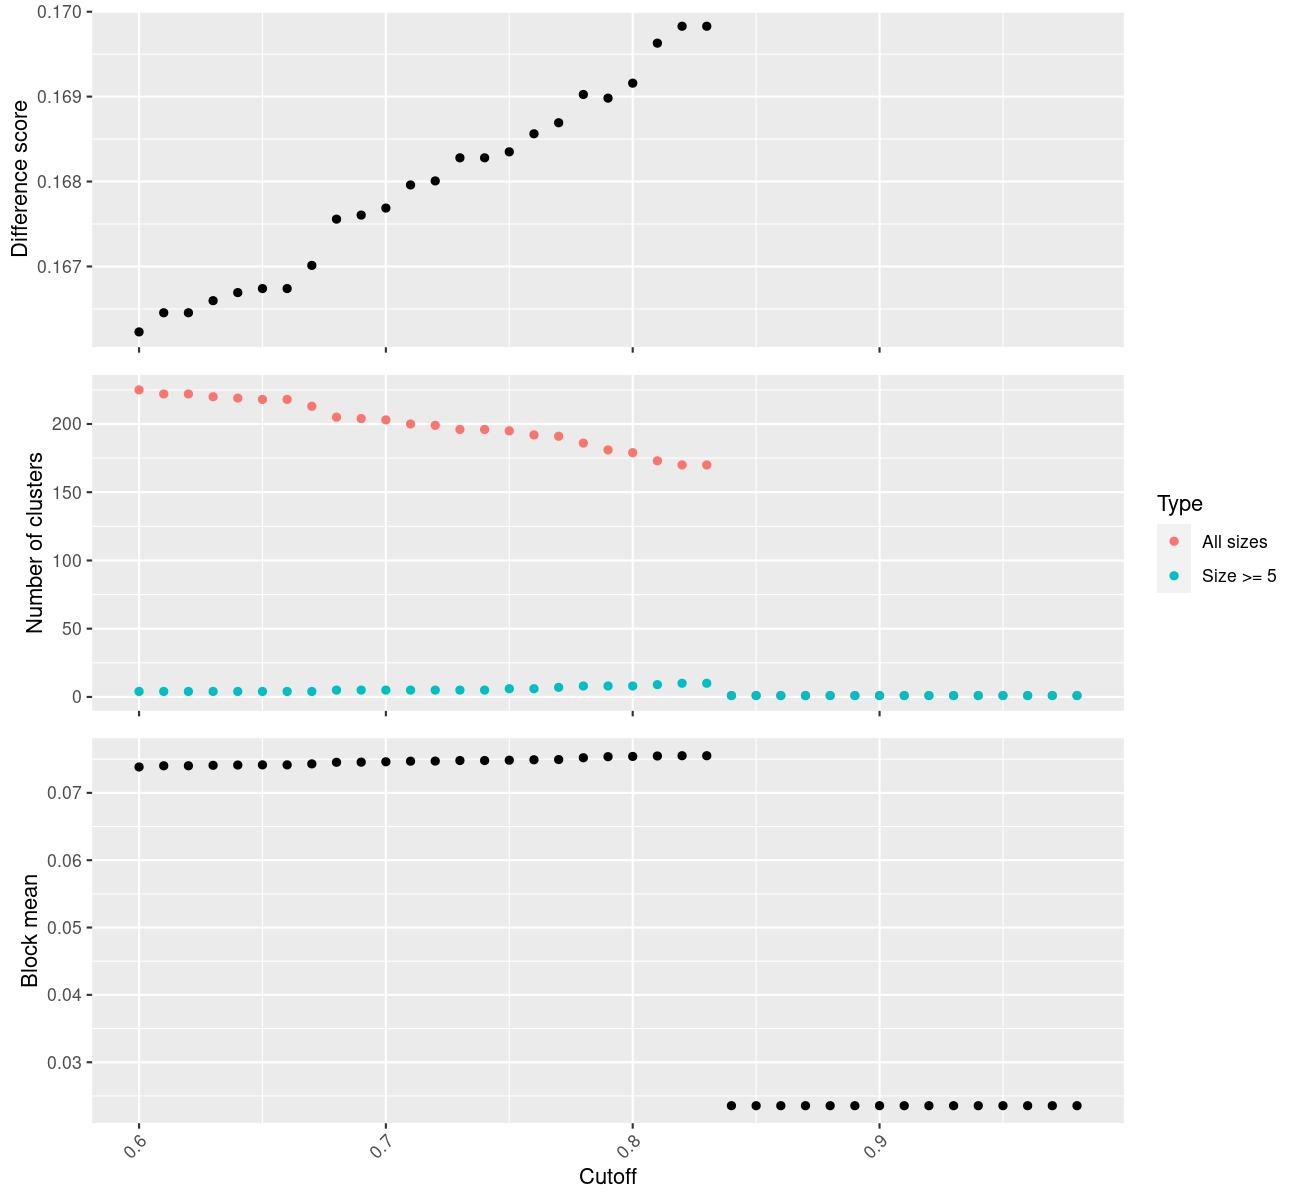 Difference score
0.170
0.169
0.168
0.167
Number of clusters
200
150
100
50
0
Type
All sizes
Size >= 5
Block mean
0.07
0.06
0.05
0.04
0.03
0.6
0.7
0.8
0.9
Cutoff